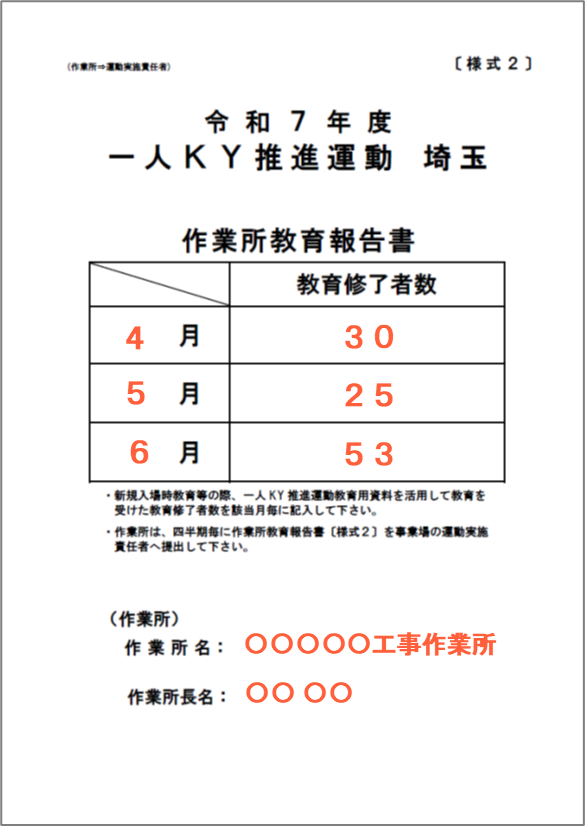 （作業所⇒運動実施責任者）
〔様式２〕
令和７年度
一人ＫＹ推進運動　埼玉
作業所教育報告書
教育修了者数
4 月 ３０
5 月 ２５
6 月 ５３
・新規入場時教育等の際、一人KY推進運動教育用資料を活用して教育を
受けた教育修了者数を該当月毎に記入して下さい。
・作業所は、四半期毎に作業所教育報告書〔様式２〕を事業場の運動実施
責任者へ提出して下さい。
（作業所）
作業所名： 〇〇〇〇〇工事作業所
作業所長名： 〇〇 〇〇